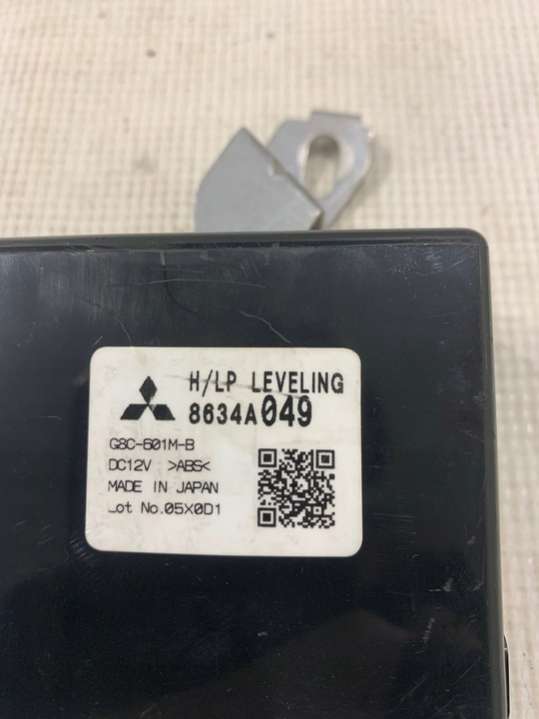 H/LP LEVELING
8634A049
G8C-601M-B
DC12V >ABS<
MADE IN JAPAN
Lot No.05X0D1